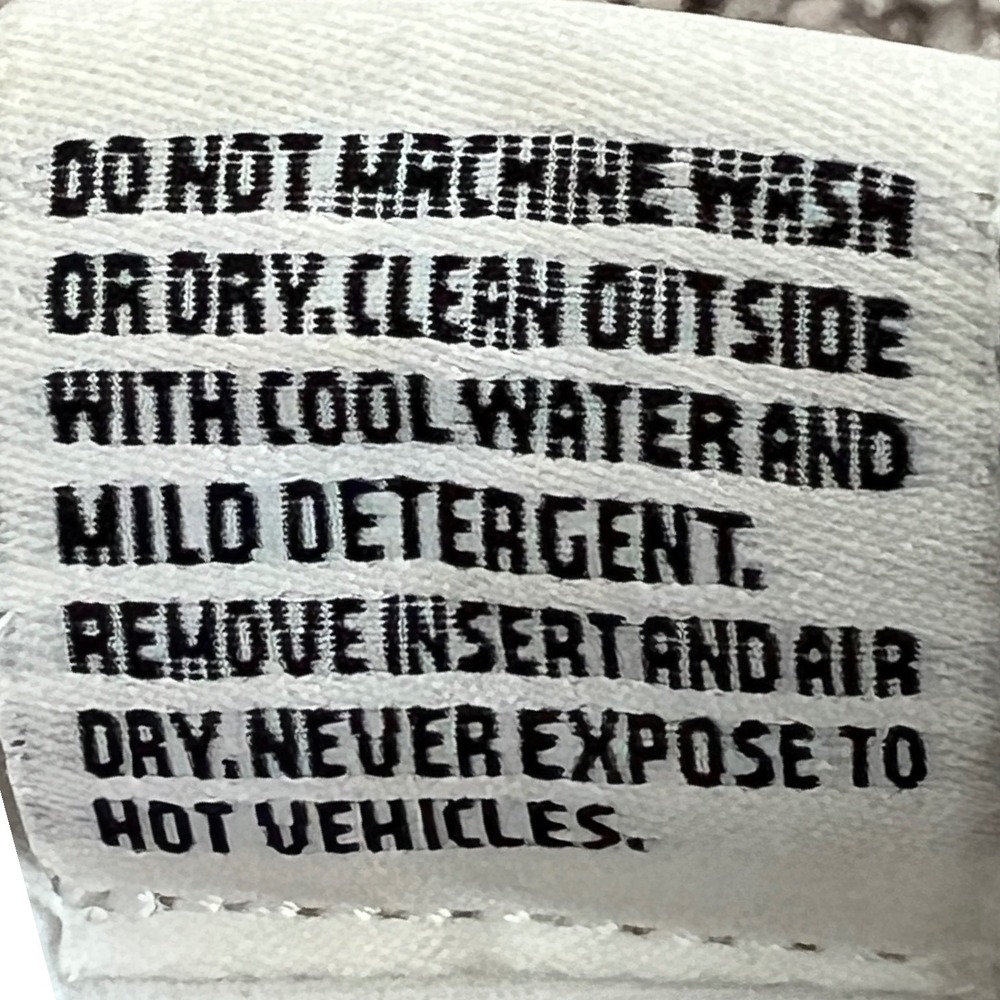 DO NOT MACHINE WASH
OR DRY. CLEAN OUTSIDE
WITH COOL WATER AND
MILD DETERGENT.
REMOVE INSERT AND AIR
DRY. NEVER EXPOSE TO
HOT VEHICLES.